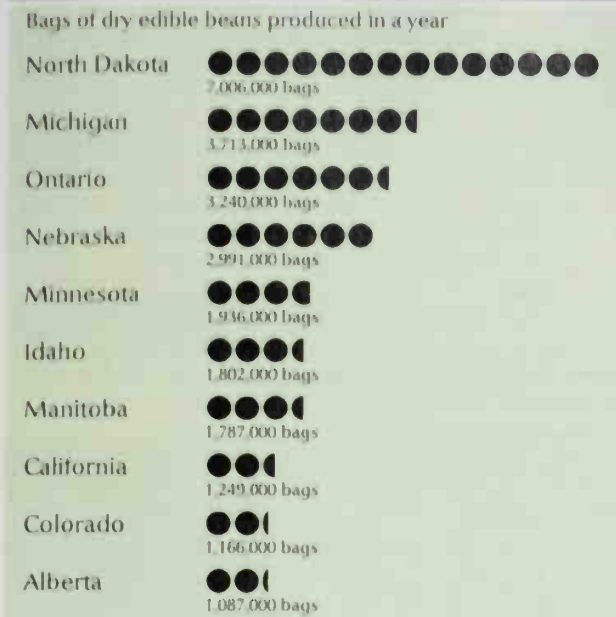 Bags of dry edible beans produced in a year
North Dakota
7,006,000 bags
Michigan
3,713,000 bags
Ontario
3,240,000 bags
Nebraska
2,991,000 bags
Minnesota
1,936,000 bags
Idaho
1,802,000 bags
Manitoba
1,787,000 bags
California
1,249,000 bags
Colorado
1,166,000 bags
Alberta
1,087,000 bags